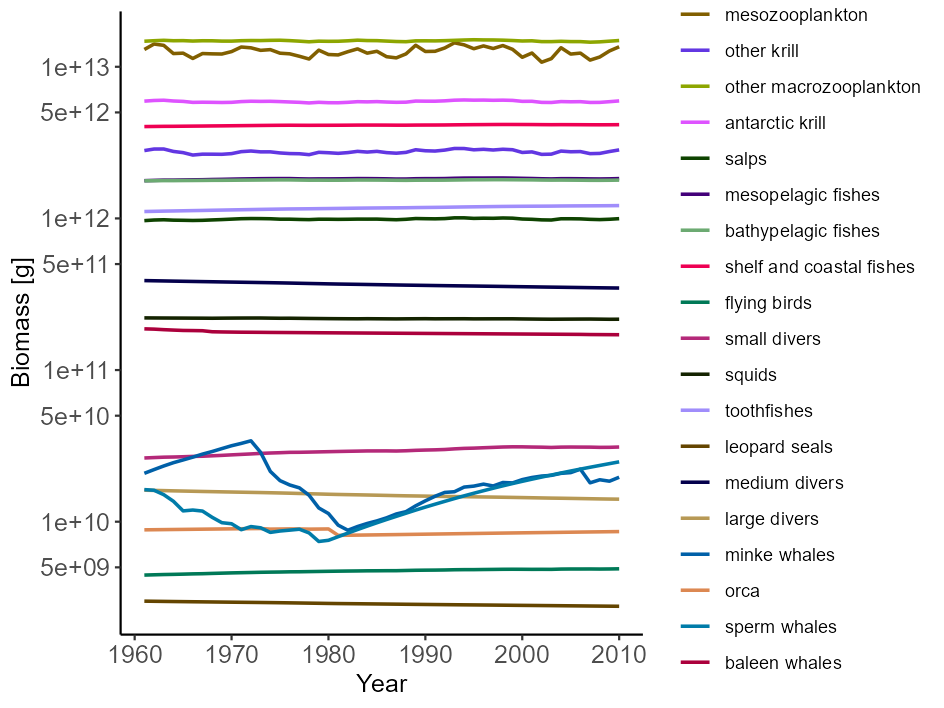 Biomass [g]
1e+13
5e+12
1e+12
5e+11
1e+11
5e+10
1e+10
5e+09
1960 1970 1980 1990 2000 2010
Year
mesozooplankton
other krill
other macrozooplankton
antarctic krill
salps
mesopelagic fishes
bathypelagic fishes
shelf and coastal fishes
flying birds
small divers
squids
toothfishes
leopard seals
medium divers
large divers
minke whales
orca
sperm whales
baleen whales